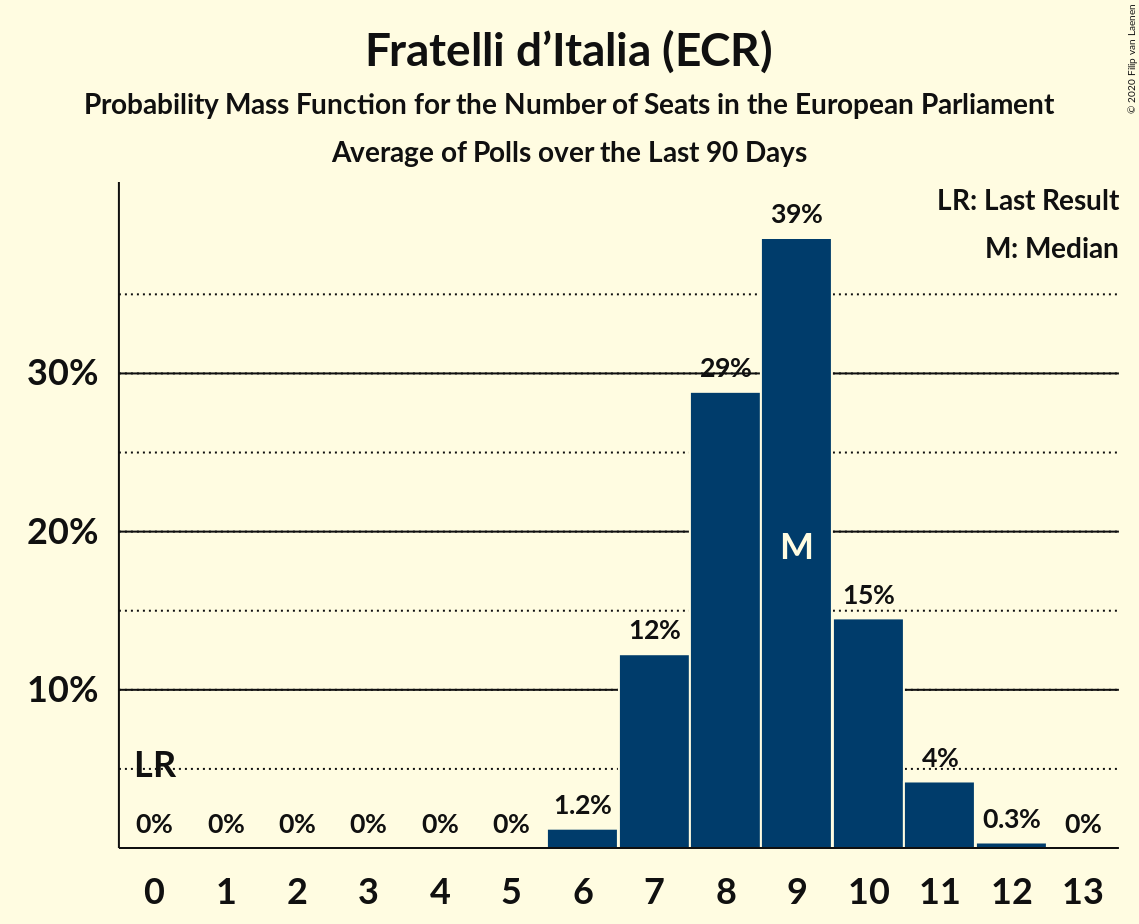 Fratelli d’Italia (ECR)
Probability Mass Function for the Number of Seats in the European Parliament
Average of Polls over the Last 90 Days
© 2020 Filip van Laenen
LR: Last Result
M: Median
39%
30%
29%
20%
M
15%
12%
10%
LR
4%
0% 0% 0% 0% 0% 0% 1.2% 0.3% 0%
0 1 2 3 4 5 6 7 8 9 10 11 12 13